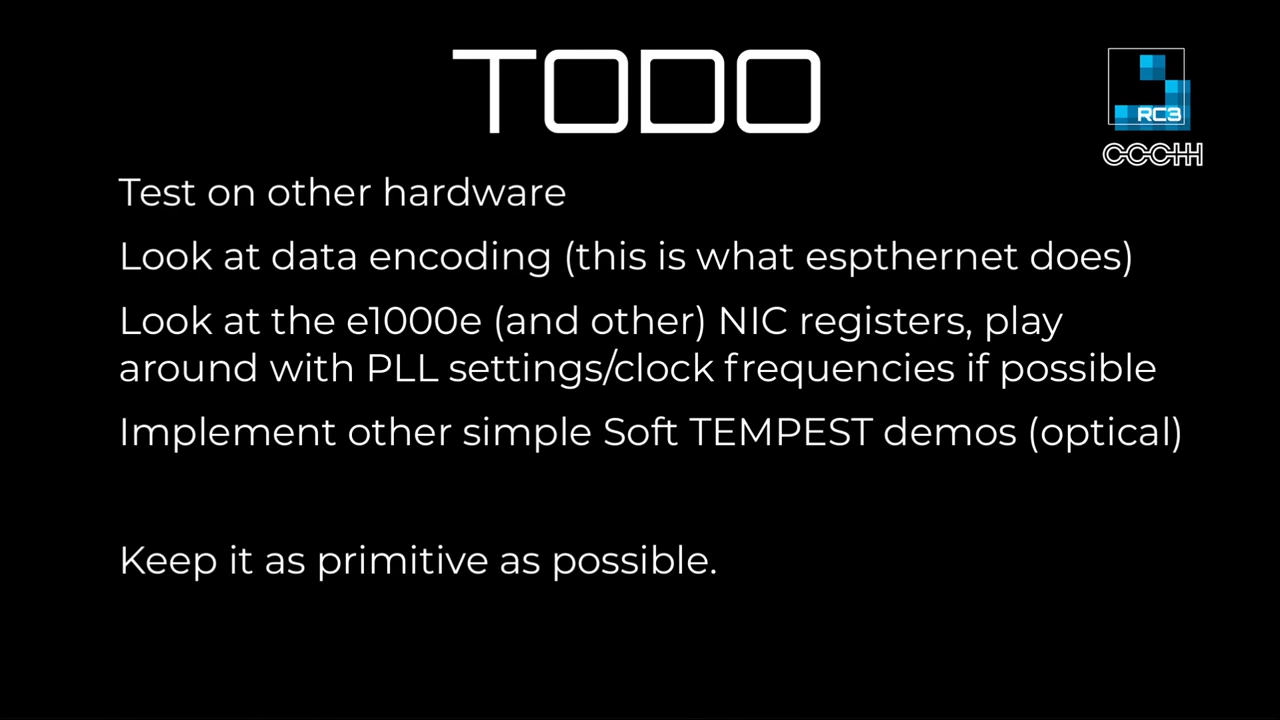 TODO
RC3
CCCHH
Test on other hardware
Look at data encoding (this is what espthernet does)
Look at the e1000e (and other) NIC registers, play
around with PLL settings/clock frequencies if possible
Implement other simple Soft TEMPEST demos (optical)
Keep it as primitive as possible.